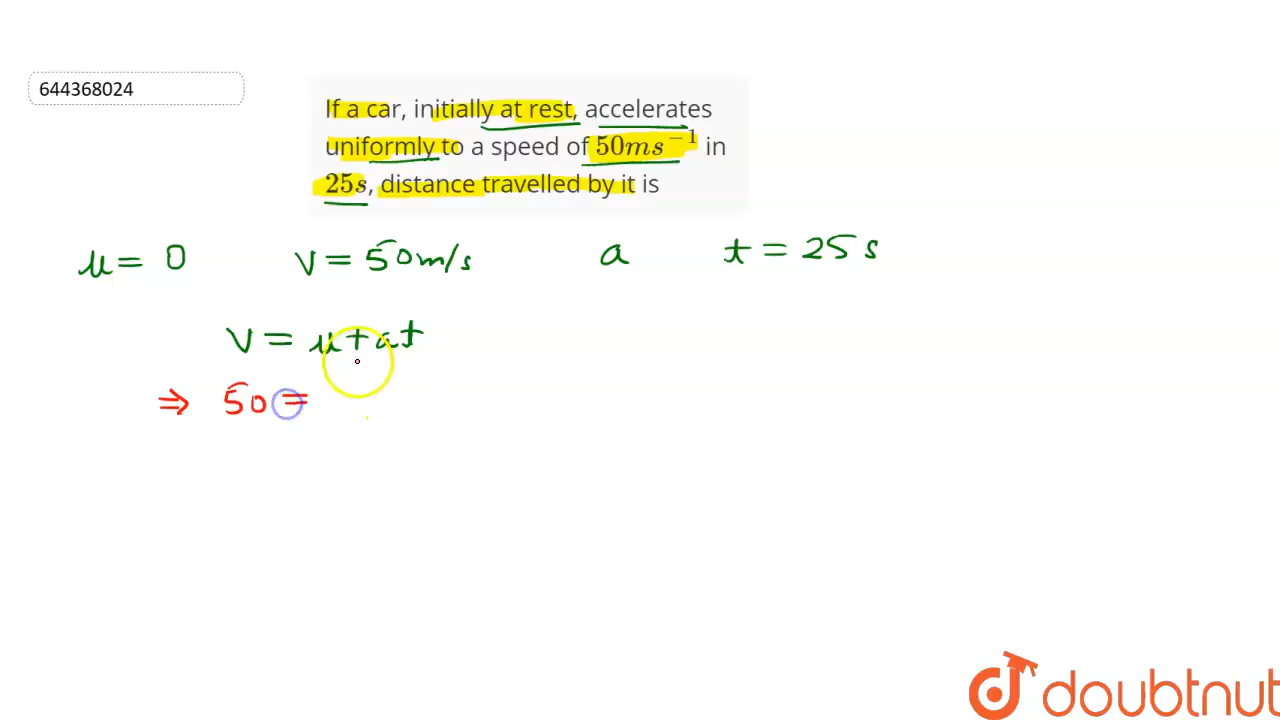 644368024
If a car, initially at rest, accelerates
uniformly to a speed of 50ms⁻¹ in
25s, distance travelled by it is
u = 0 v = 50m/s a t = 25 s
v = u + at
⇒ 50 =
doubtnut